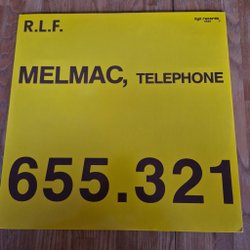 R.L.F.
MELMAC, TELEPHONE
655.321